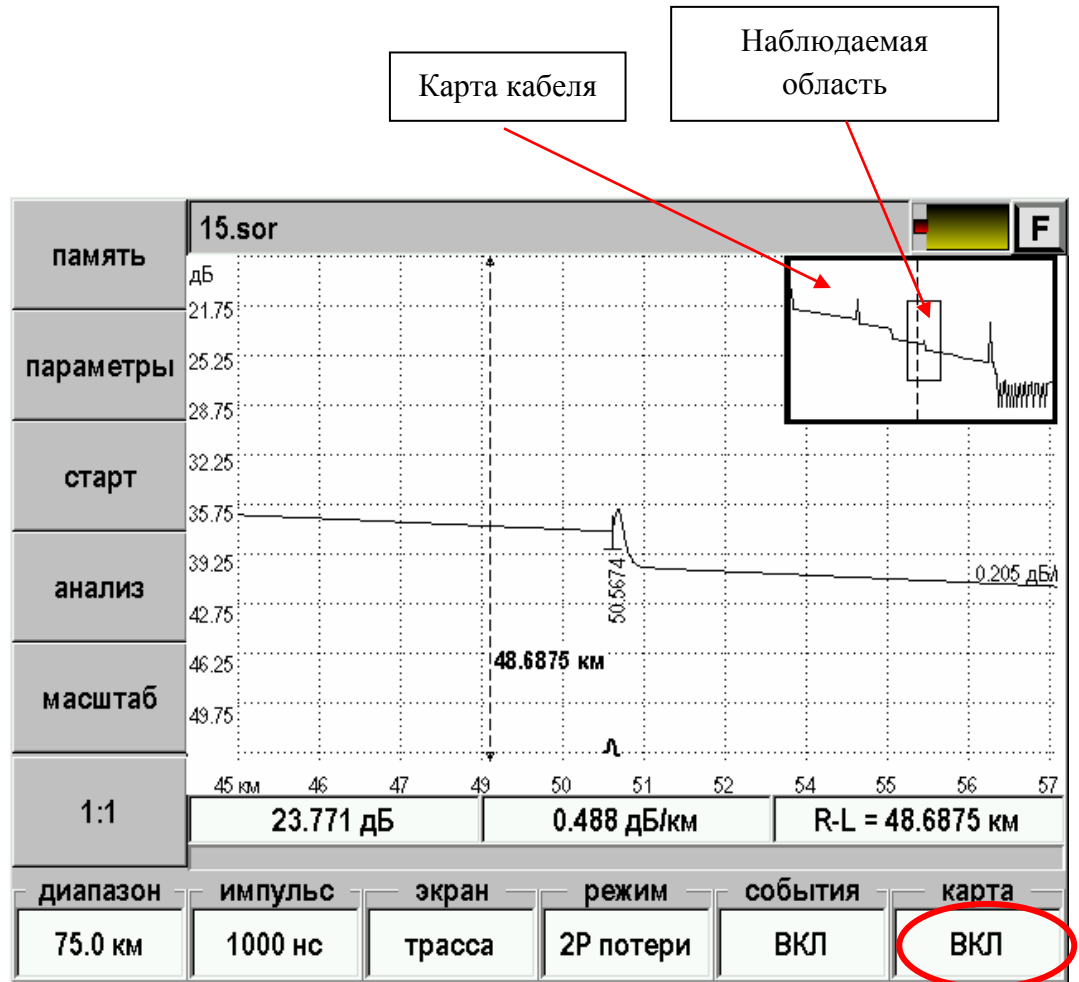 Карта кабеля
Наблюдаемая
область
память
параметры
старт
анализ
масштаб
1:1
15.sor
F
дБ
21.75
25.25
28.75
32.25
35.75
39.25
42.75
46.25
49.75
50.5674
0.205 дБ/
48.6875 км
45 км 46 47 49 50 51 52 54 55 56 57
23.771 дБ
0.488 дБ/км
R-L = 48.6875 км
диапазон импульс экран режим события карта
75.0 км 1000 нс трасса 2Р потери ВКЛ ВКЛ